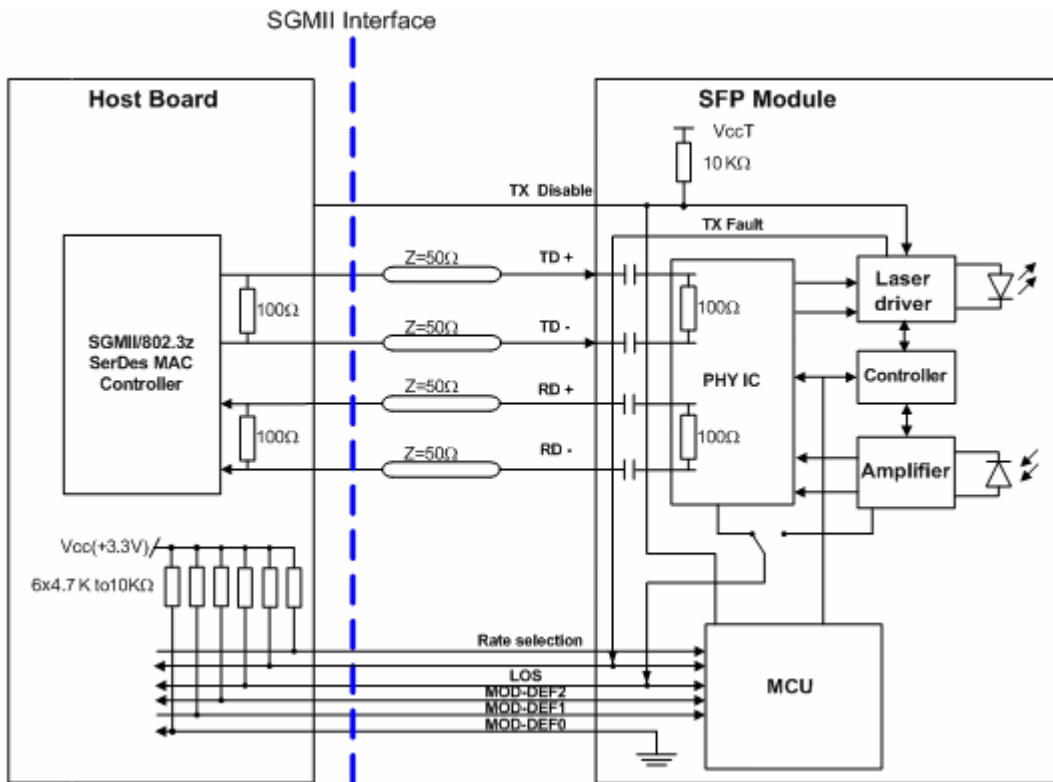 SGMII Interface
Host Board
SFP Module
VccT
10 KΩ
TX Disable
TX Fault
Z=50Ω
TD +
100Ω
SGMII/802.3z
SerDes MAC
Controller
Z=50Ω
TD -
100Ω
Laser
driver
PHY IC
Controller
Z=50Ω
RD +
100Ω
Z=50Ω
RD -
100Ω
Amplifier
Vcc(+3.3V)
6x4.7 K to10KΩ
Rate selection
LOS
MOD-DEF2
MOD-DEF1
MOD-DEF0
MCU